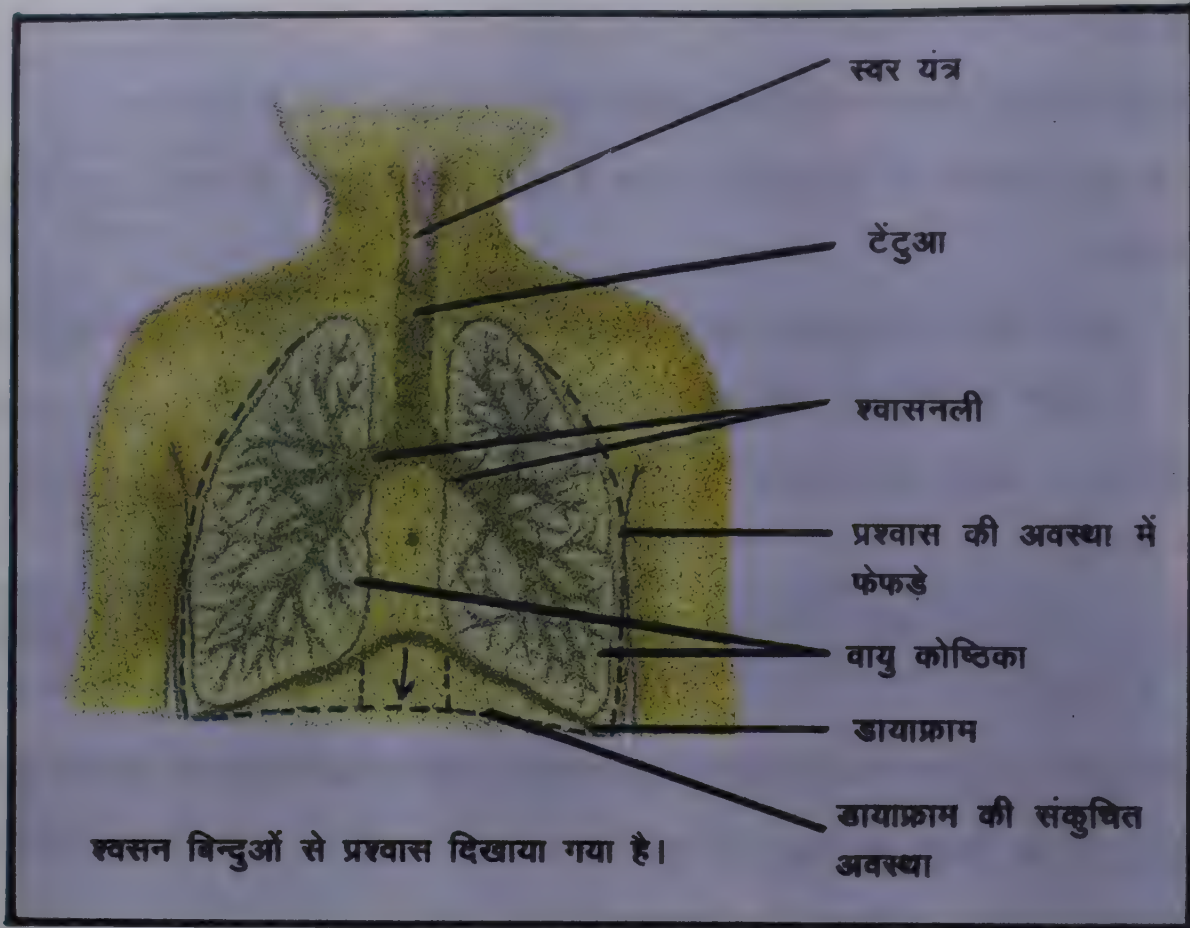 स्वर यंत्र
टेंटुआ
श्वासनली
प्रश्वास की अवस्था में
फेफड़े
वायु कोष्ठिका
डायाफ्राम
डायाफ्राम की संकुचित
अवस्था
श्वसन बिन्दुओं से प्रश्वास दिखाया गया है।